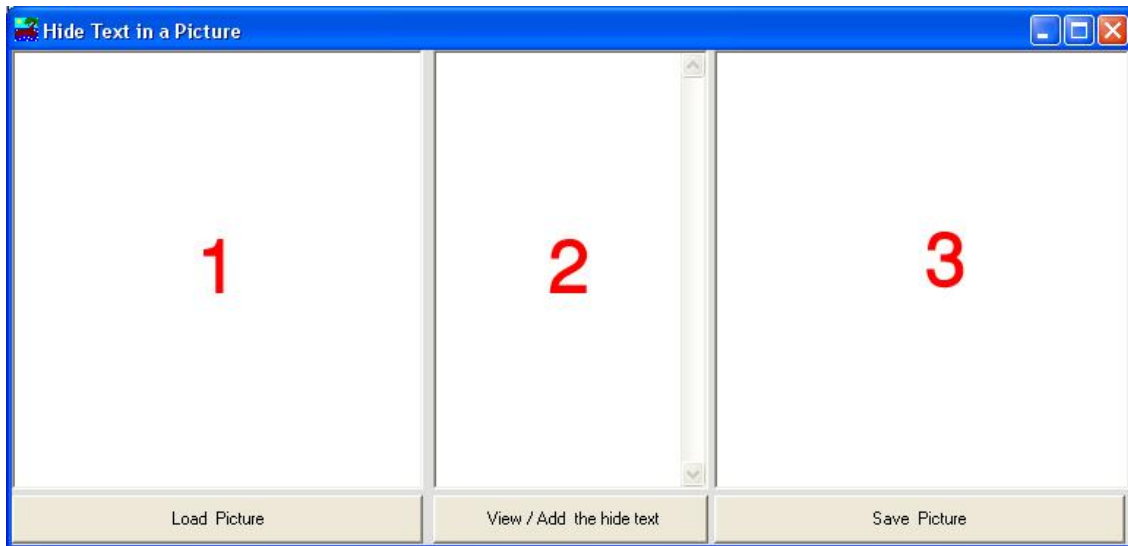 Hide Text in a Picture
1
2
3
Load Picture
View / Add the hide text
Save Picture